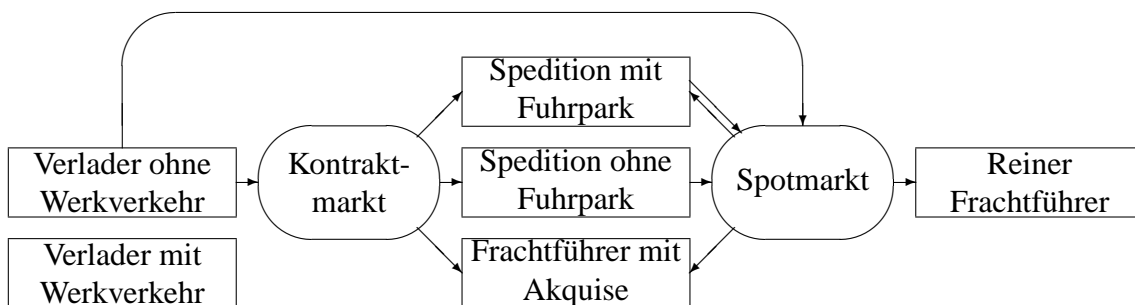 Spedition mit
Fuhrpark
Verlader ohne
Werkverkehr
Kontrakt-
markt
Spedition ohne
Fuhrpark
Spotmarkt
Reiner
Frachtführer
Verlader mit
Werkverkehr
Frachtführer mit
Akquise